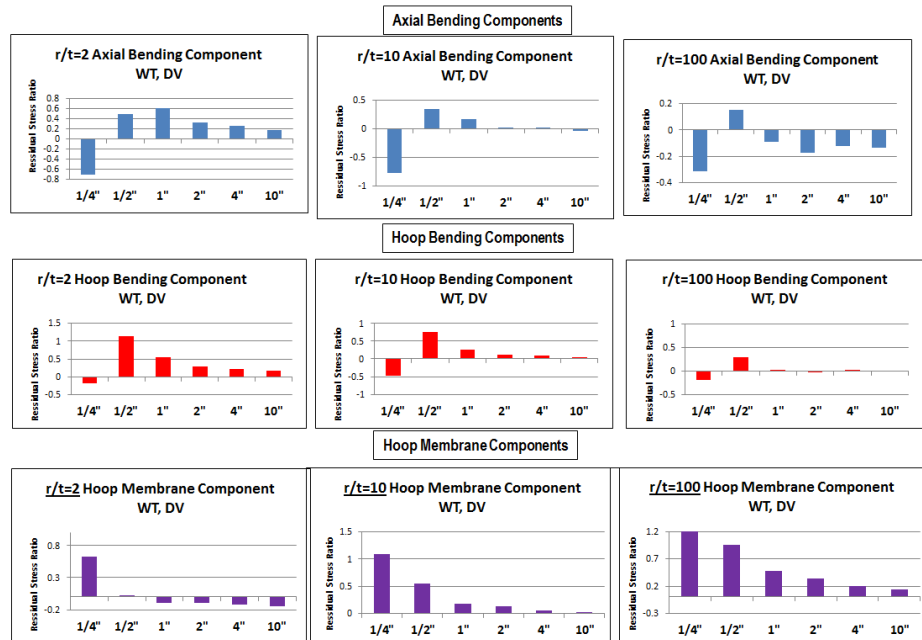 Axial Bending Components
r/t=2 Axial Bending Component
WT, DV
Ressidual Stress Ratio
0.8
0.6
0.4
0.2
0
-0.2
-0.4
-0.6
-0.8
1/4" 1/2" 1" 2" 4" 10"
r/t=10 Axial Bending Component
WT, DV
Ressidual Stress Ratio
0.5
0
-0.5
-1
1/4" 1/2" 1" 2" 4" 10"
r/t=100 Axial Bending Component
WT, DV
Ressidual Stress Ratio
0.2
0
-0.2
-0.4
1/4" 1/2" 1" 2" 4" 10"
Hoop Bending Components
r/t=2 Hoop Bending Component
WT, DV
Ressidual Stress Ratio
1.5
1
0.5
0
-0.5
1/4" 1/2" 1" 2" 4" 10"
r/t=10 Hoop Bending Component
WT, DV
Ressidual Stress Ratio
1
0.5
0
-0.5
-1
1/4" 1/2" 1" 2" 4" 10"
r/t=100 Hoop Bending Component
WT, DV
Ressidual Stress Ratio
1
0.5
0
-0.5
1/4" 1/2" 1" 2" 4" 10"
Hoop Membrane Components
r/t=2 Hoop Membrane Component
WT, DV
Ressidual Stress Ratio
0.8
0.3
-0.2
1/4" 1/2" 1" 2" 4" 10"
r/t=10 Hoop Membrane Component
WT, DV
Ressidual Stress Ratio
1.5
1
0.5
0
1/4" 1/2" 1" 2" 4" 10"
r/t=100 Hoop Membrane Component
WT, DV
Ressidual Stress Ratio
1.2
0.7
0.2
-0.3
1/4" 1/2" 1" 2" 4" 10"